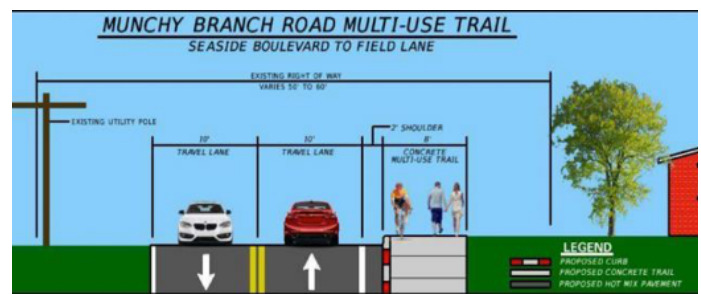 MUNCHY BRANCH ROAD MULTI-USE TRAIL
SEASIDE BOULEVARD TO FIELD LANE
EXISTING RIGHT OF WAY
VARIES 50' TO 60'
EXISTING UTILITY POLE
10'
TRAVEL LANE
10'
TRAVEL LANE
2' SHOULDER
8'
CONCRETE
MULTI-USE TRAIL
LEGEND
PROPOSED CURB
PROPOSED CONCRETE TRAIL
PROPOSED HOT MIX PAVEMENT